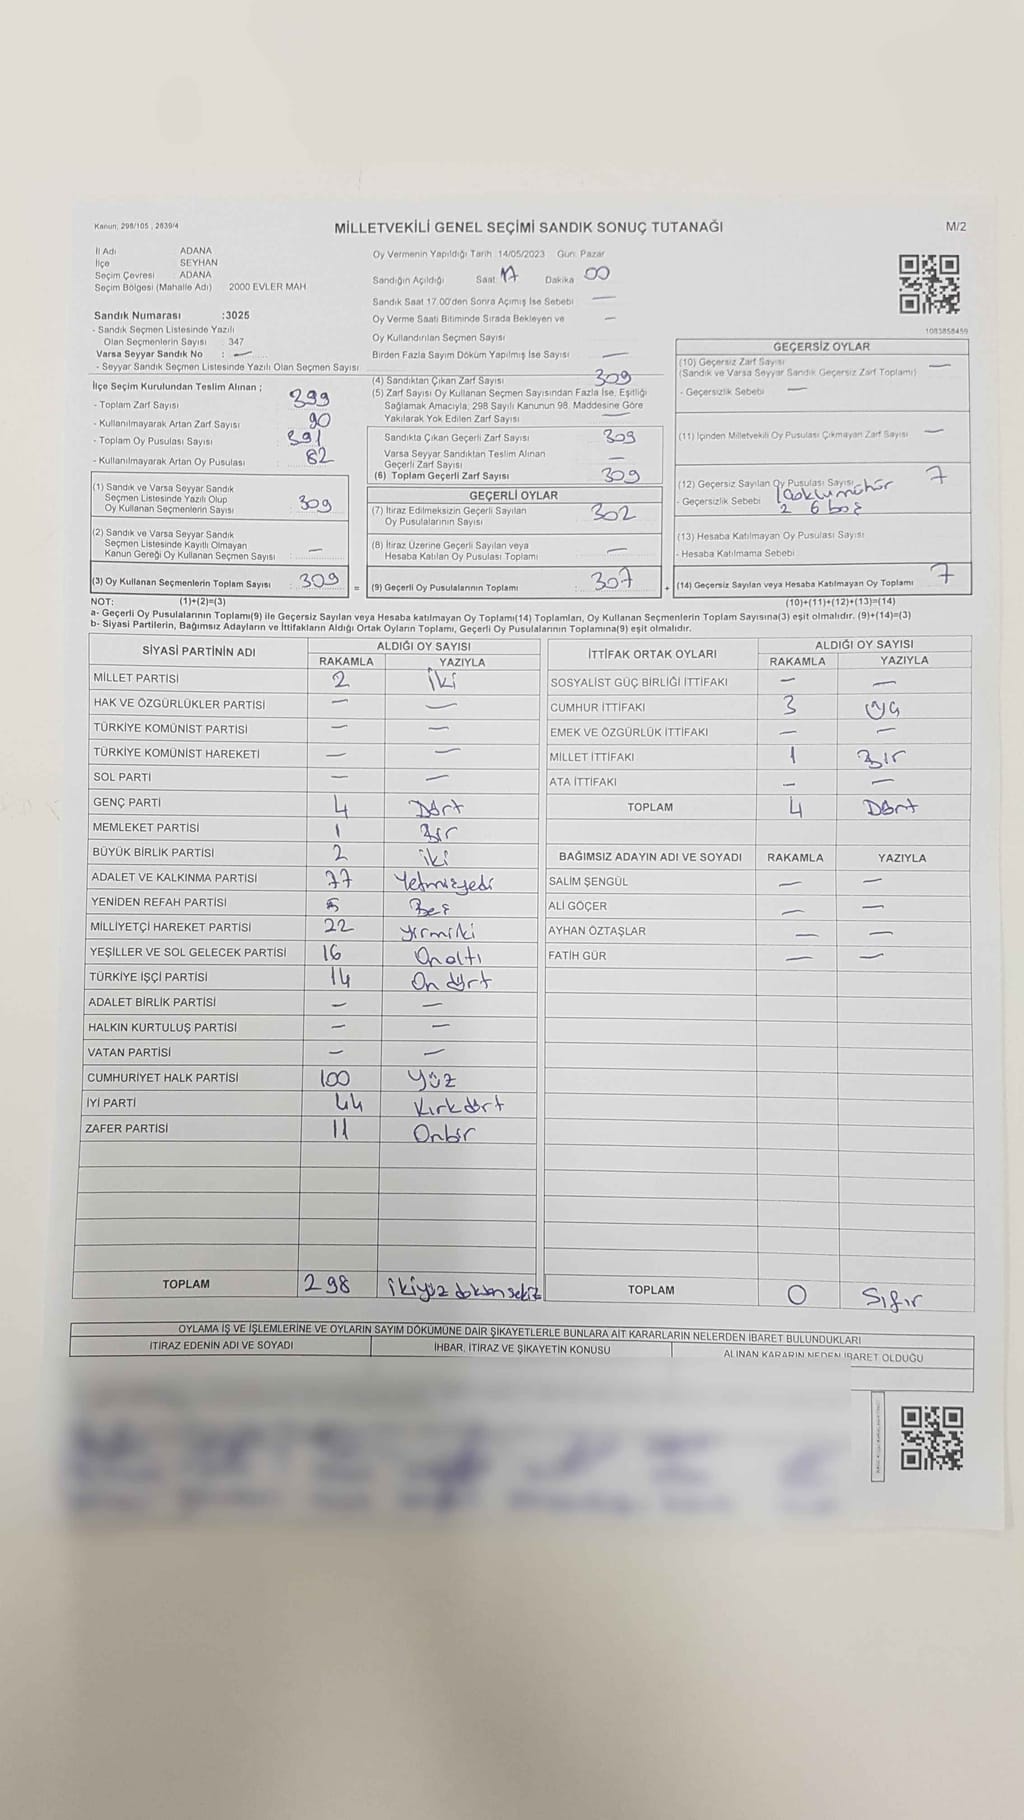 Kanun, 298/105 , 2839/4
MİLLETVEKİLİ GENEL SEÇİMİ SANDIK SONUÇ TUTANAĞI
M/2
İl Adı : ADANA
İlçe : SEYHAN
Seçim Çevresi : ADANA
Seçim Bölgesi (Mahalle Adı) 2000 EVLER MAH
Sandık Numarası :3025
- Sandık Seçmen Listesinde Yazılı
Olan Seçmenlerin Sayısı : 347
Varsa Seyyar Sandık No : —
- Seyyar Sandık Seçmen Listesinde Yazılı Olan Seçmen Sayısı
Oy Vermenin Yapıldığı Tarih :14/05/2023 Gün: Pazar
Sandığın Açıldığı Saat 17 Dakika 00
Sandık Saat 17.00'den Sonra Açımış İse Sebebi —
Oy Verme Saati Bitiminde Sırada Bekleyen ve —
Oy Kullandırılan Seçmen Sayısı
Birden Fazla Sayım Döküm Yapılmış İse Sayısı —
1083858459
İlçe Seçim Kurulundan Teslim Alınan ;
- Toplam Zarf Sayısı 399
- Kullanılmayarak Artan Zarf Sayısı 90
- Toplam Oy Pusulası Sayısı 391
- Kullanılmayarak Artan Oy Pusulası 82
(4) Sandıktan Çıkan Zarf Sayısı 309
(5) Zarf Sayısı Oy Kullanan Seçmen Sayısından Fazla İse, Eşitliği
Sağlamak Amacıyla, 298 Sayılı Kanunun 98. Maddesine Göre
Yakılarak Yok Edilen Zarf Sayısı —
Sandıkta Çıkan Geçerli Zarf Sayısı 309
Varsa Seyyar Sandıktan Teslim Alınan
Geçerli Zarf Sayısı —
(6) Toplam Geçerli Zarf Sayısı 309
GEÇERSİZ OYLAR
(10) Geçersiz Zarf Sayısı —
(Sandık ve Varsa Seyyar Sandık Geçersiz Zarf Toplamı)
- Geçersizlik Sebebi —
(11) İçinden Milletvekili Oy Pusulası Çıkmayan Zarf Sayısı —
(12) Geçersiz Sayılan Oy Pusulası Sayısı 7
- Geçersizlik Sebebi 1 çoklu mühür
6 boş
(13) Hesaba Katılmayan Oy Pusulası Sayısı
- Hesaba Katılmama Sebebi
(14) Geçersiz Sayılan veya Hesaba Katılmayan Oy Toplamı 7
(10)+(11)+(12)+(13)=(14)
(1) Sandık ve Varsa Seyyar Sandık
Seçmen Listesinde Yazılı Olup
Oy Kullanan Seçmenlerin Sayısı : 309
(2) Sandık ve Varsa Seyyar Sandık
Seçmen Listesinde Kayıtlı Olmayan
Kanun Gereği Oy Kullanan Seçmen Sayısı : —
(3) Oy Kullanan Seçmenlerin Toplam Sayısı : 309 =
GEÇERLİ OYLAR
(7) İtiraz Edilmeksizin Geçerli Sayılan
Oy Pusulalarının Sayısı : 302
(8) İtiraz Üzerine Geçerli Sayılan veya
Hesaba Katılan Oy Pusulası Toplamı : —
(9) Geçerli Oy Pusulalarının Toplamı : 307 +
NOT: (1)+(2)=(3)
a- Geçerli Oy Pusulalarının Toplamı(9) ile Geçersiz Sayılan veya Hesaba katılmayan Oy Toplamı(14) Toplamları, Oy Kullanan Seçmenlerin Toplam Sayısına(3) eşit olmalıdır. (9)+(14)=(3)
b- Siyasi Partilerin, Bağımsız Adayların ve İttifakların Aldığı Ortak Oyların Toplamı, Geçerli Oy Pusulalarının Toplamına(9) eşit olmalıdır.
SİYASİ PARTİNİN ADI ALDIĞI OY SAYISI
RAKAMLA YAZIYLA
MİLLET PARTİSİ 2 iki
HAK VE ÖZGÜRLÜKLER PARTİSİ — —
TÜRKİYE KOMÜNİST PARTİSİ — —
TÜRKİYE KOMÜNİST HAREKETİ — —
SOL PARTİ — —
GENÇ PARTİ 4 Dört
MEMLEKET PARTİSİ 1 Bir
BÜYÜK BİRLİK PARTİSİ 2 iki
ADALET VE KALKINMA PARTİSİ 77 Yetmişyedi
YENİDEN REFAH PARTİSİ 5 Beş
MİLLİYETÇİ HAREKET PARTİSİ 22 yirmiiki
YEŞİLLER VE SOL GELECEK PARTİSİ 16 Onaltı
TÜRKİYE İŞÇİ PARTİSİ 14 On dört
ADALET BİRLİK PARTİSİ — —
HALKIN KURTULUŞ PARTİSİ — —
VATAN PARTİSİ — —
CUMHURİYET HALK PARTİSİ 100 Yüz
İYİ PARTİ 44 Kırk dört
ZAFER PARTİSİ 11 Onbir
TOPLAM 298 ikiyüz doksan sekiz
İTTİFAK ORTAK OYLARI ALDIĞI OY SAYISI
RAKAMLA YAZIYLA
SOSYALİST GÜÇ BİRLİĞİ İTTİFAKI — —
CUMHUR İTTİFAKI 3 Üç
EMEK VE ÖZGÜRLÜK İTTİFAKI — —
MİLLET İTTİFAKI 1 Bir
ATA İTTİFAKI — —
TOPLAM 4 Dört
BAĞIMSIZ ADAYIN ADI VE SOYADI RAKAMLA YAZIYLA
SALİM ŞENGÜL — —
ALİ GÖÇER — —
AYHAN ÖZTAŞLAR — —
FATİH GÜR — —
TOPLAM 0 Sıfır
OYLAMA İŞ VE İŞLEMLERİNE VE OYLARIN SAYIM DÖKÜMÜNE DAİR ŞİKAYETLERLE BUNLARA AİT KARARLARIN NELERDEN İBARET BULUNDUKLARI
İTİRAZ EDENİN ADI VE SOYADI İHBAR, İTİRAZ VE ŞİKAYETİN KONUSU ALINAN KARARIN NEDEN İBARET OLDUĞU